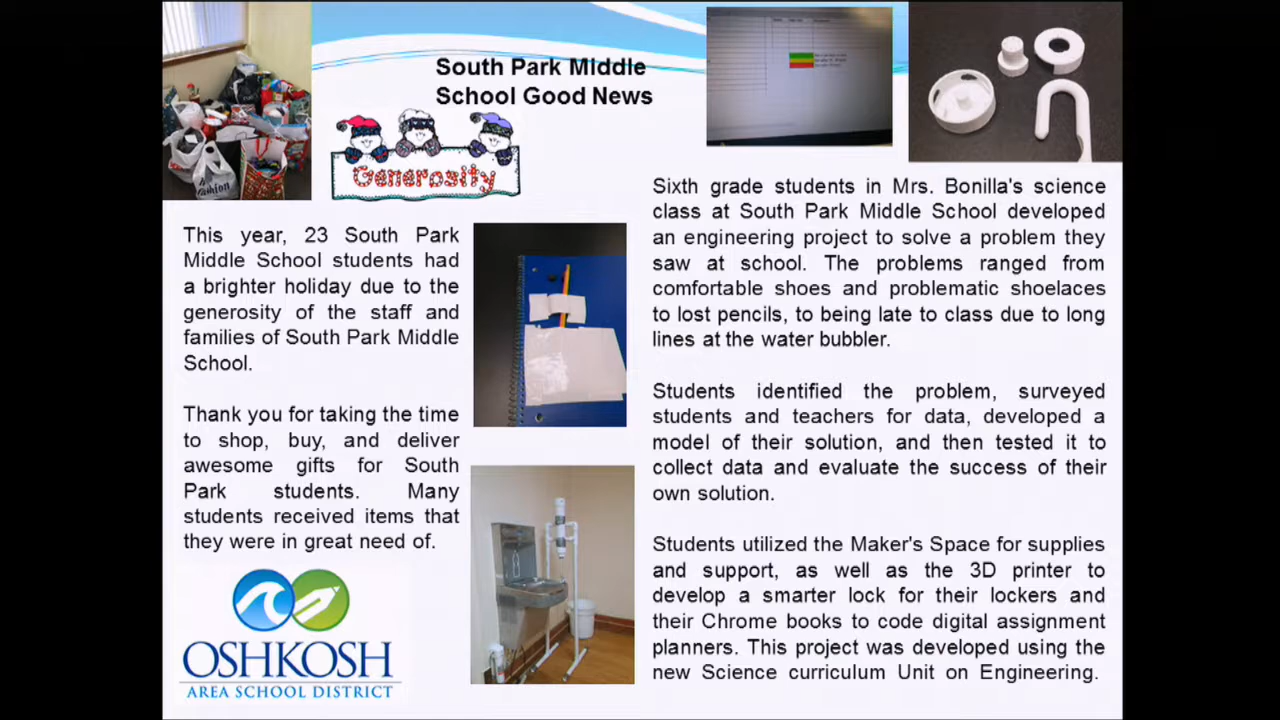 South Park Middle
School Good News
Generosity
This year, 23 South Park
Middle School students had
a brighter holiday due to the
generosity of the staff and
families of South Park Middle
School.
Thank you for taking the time
to shop, buy, and deliver
awesome gifts for South
Park students. Many
students received items that
they were in great need of.
OSHKOSH
AREA SCHOOL DISTRICT
Sixth grade students in Mrs. Bonilla's science
class at South Park Middle School developed
an engineering project to solve a problem they
saw at school. The problems ranged from
comfortable shoes and problematic shoelaces
to lost pencils, to being late to class due to long
lines at the water bubbler.
Students identified the problem, surveyed
students and teachers for data, developed a
model of their solution, and then tested it to
collect data and evaluate the success of their
own solution.
Students utilized the Maker's Space for supplies
and support, as well as the 3D printer to
develop a smarter lock for their lockers and
their Chrome books to code digital assignment
planners. This project was developed using the
new Science curriculum Unit on Engineering.